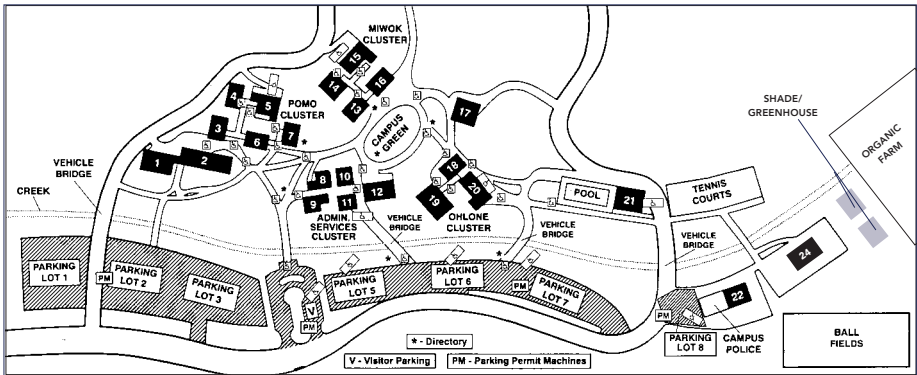 MIWOK
CLUSTER
15
14
16
13
4
5
POMO
CLUSTER
3
6
7
1
2
CAMPUS
GREEN
*
17
SHADE/
GREENHOUSE
ORGANIC
FARM
VEHICLE
BRIDGE
CREEK
8
10
9
11
12
ADMIN.
SERVICES
CLUSTER
18
19
20
OHLONE
CLUSTER
VEHICLE
BRIDGE
VEHICLE
BRIDGE
POOL
21
TENNIS
COURTS
VEHICLE
BRIDGE
24
22
PARKING
LOT 1
PM
PARKING
LOT 2
PARKING
LOT 3
V
PM
PARKING
LOT 5
PARKING
LOT 6
PM
PARKING
LOT 7
PM
PARKING
LOT 8
CAMPUS
POLICE
BALL
FIELDS
* - Directory
V - Visitor Parking
PM - Parking Permit Machines